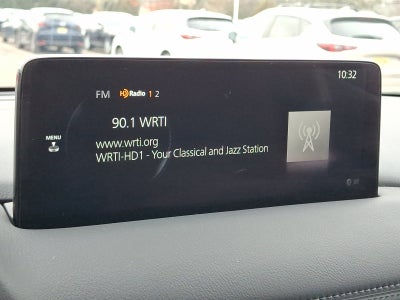 10:32
FM HD Radio 1 2
90.1 WRTI
MENU
www.wrti.org
WRTI-HD1 - Your Classical and Jazz Station